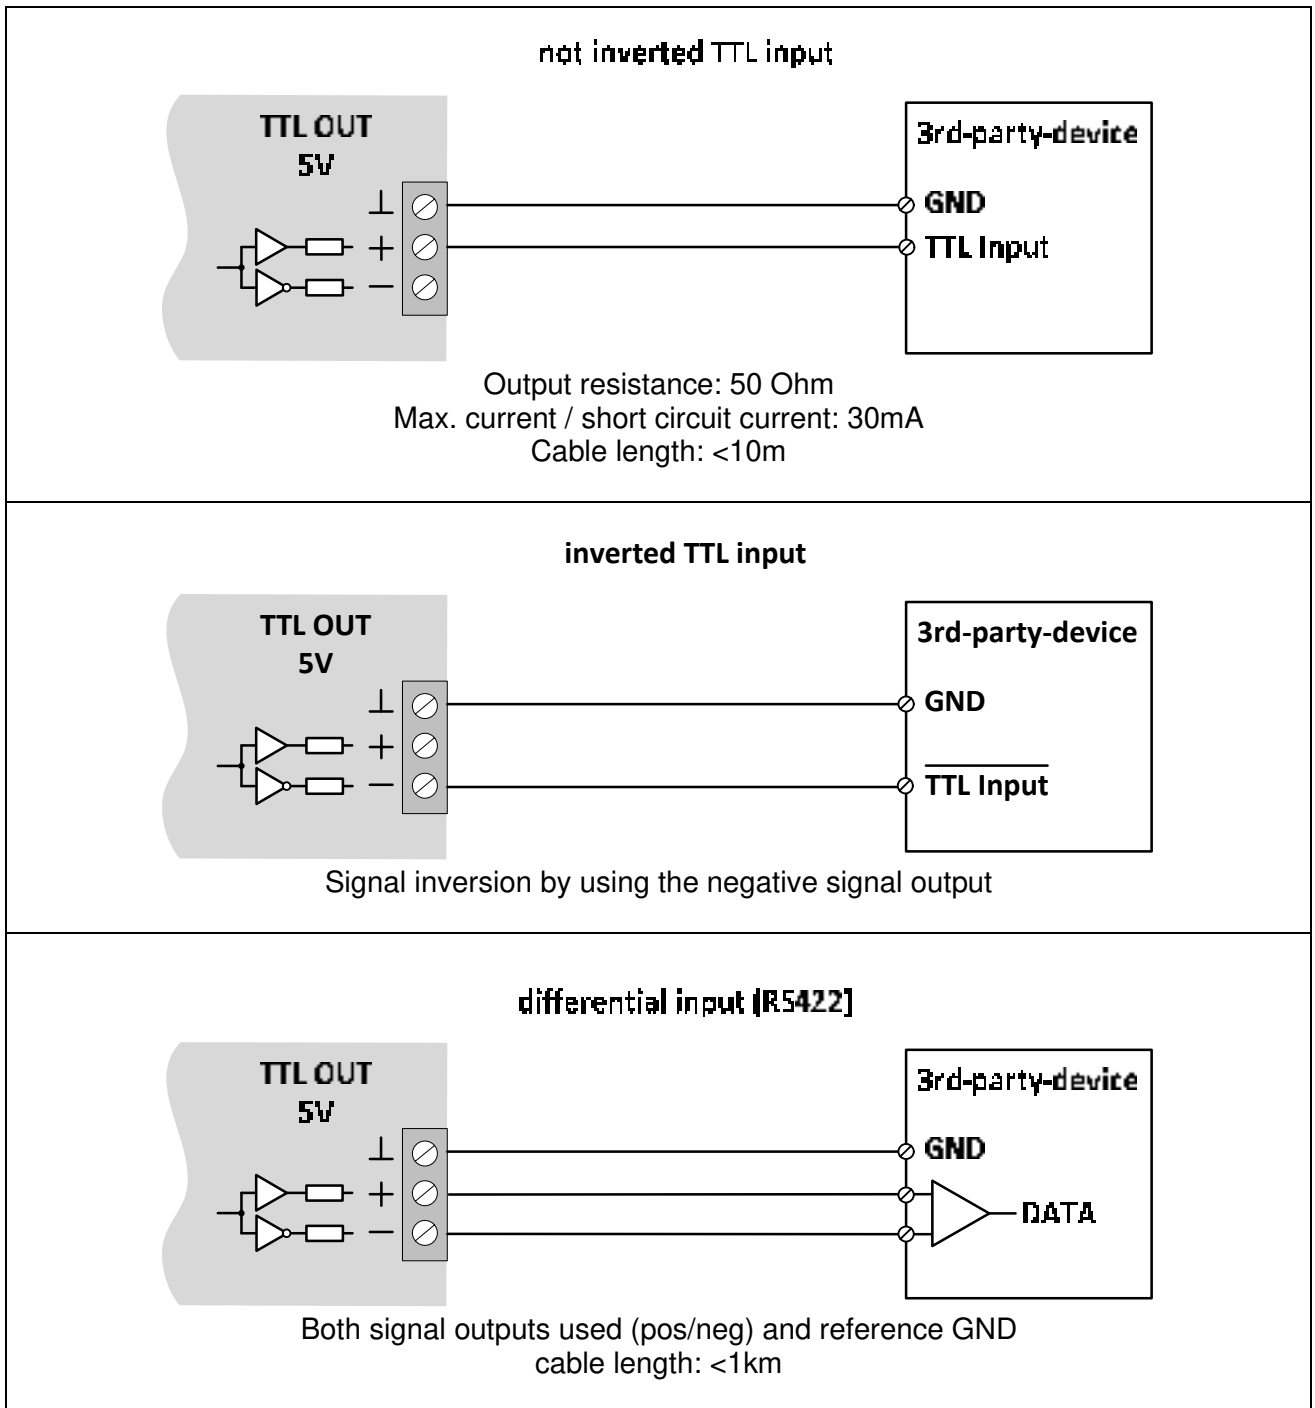 not inverted TTL input
TTL OUT
5V
3rd-party-device
⊥
GND
+
TTL Input
−
Output resistance: 50 Ohm
Max. current / short circuit current: 30mA
Cable length: <10m
inverted TTL input
TTL OUT
5V
3rd-party-device
⊥
GND
+
−
TTL Input
Signal inversion by using the negative signal output
differential input (RS422)
TTL OUT
5V
3rd-party-device
⊥
GND
+
DATA
−
Both signal outputs used (pos/neg) and reference GND
cable length: <1km